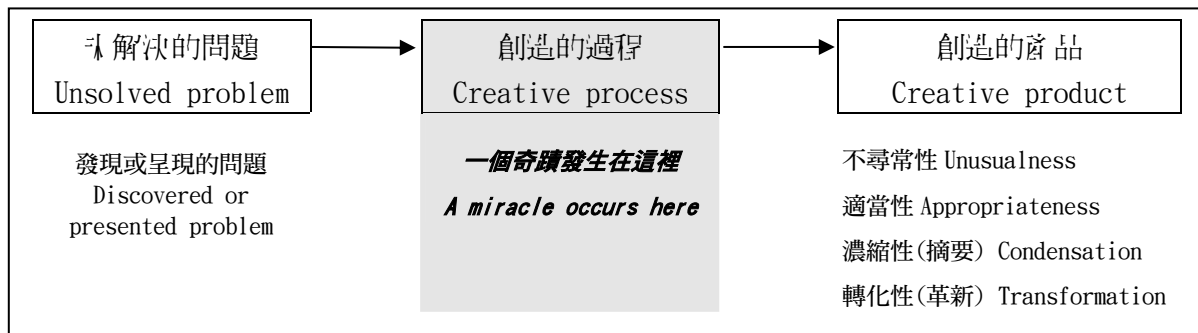 未解決的問題
Unsolved problem
創造的過程
Creative process
創造的產品
Creative product
發現或呈現的問題
Discovered or
presented problem
一個奇蹟發生在這裡
A miracle occurs here
不尋常性 Unusualness
適當性 Appropriateness
濃縮性(摘要) Condensation
轉化性(革新) Transformation